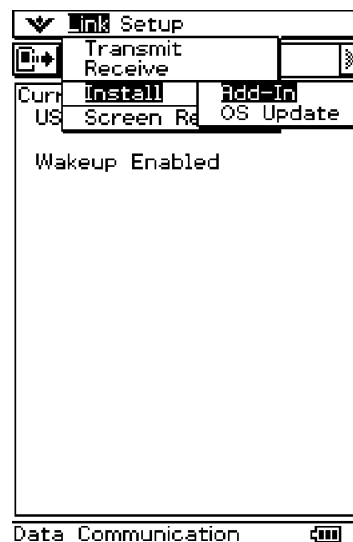 Link Setup
Transmit
Receive
Curr Install Add-In
US Screen Re OS Update
Wakeup Enabled
Data Communication